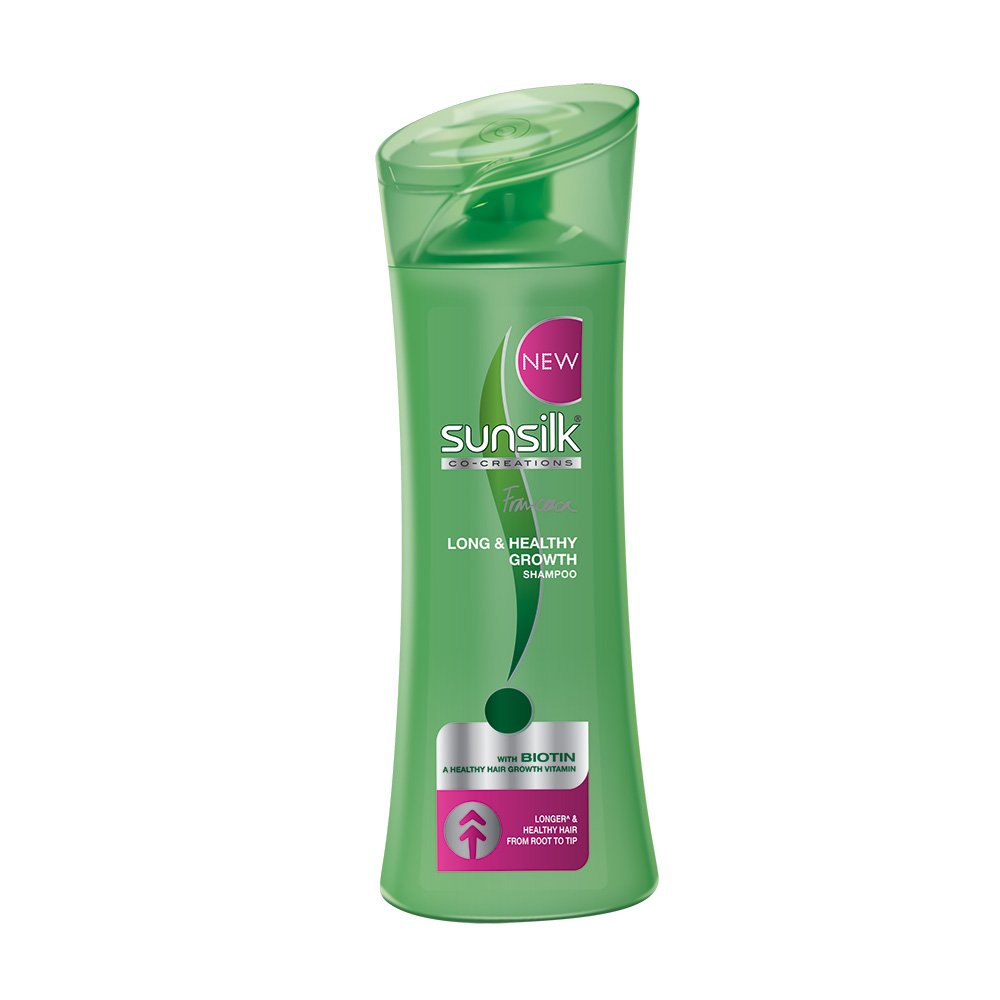 NEW
sunsilk®
CO-CREATIONS
Francesca
LONG & HEALTHY
GROWTH
SHAMPOO
WITH BIOTIN
A HEALTHY HAIR GROWTH VITAMIN
LONGER^ &
HEALTHY HAIR
FROM ROOT TO TIP